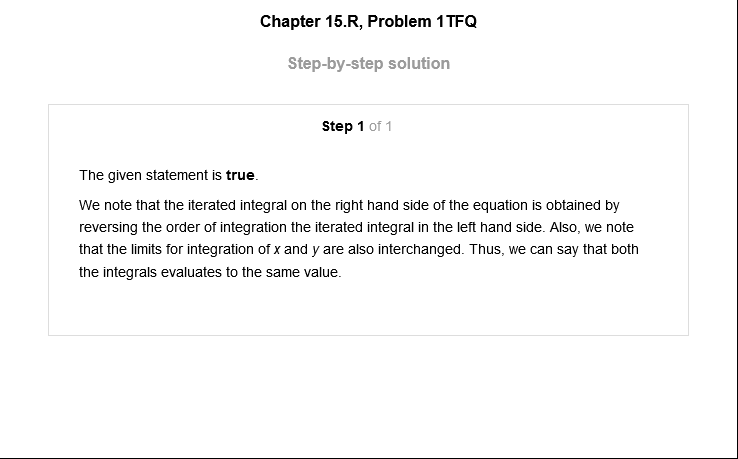 Chapter 15.R, Problem 1TFQ
Step-by-step solution
Step 1 of 1
The given statement is true.
We note that the iterated integral on the right hand side of the equation is obtained by
reversing the order of integration the iterated integral in the left hand side. Also, we note
that the limits for integration of x and y are also interchanged. Thus, we can say that both
the integrals evaluates to the same value.